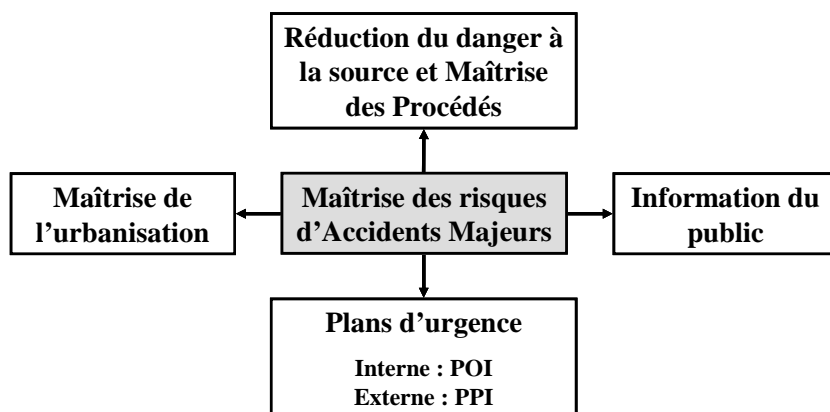 Réduction du danger à
la source et Maîtrise
des Procédés
Maîtrise de
l’urbanisation
Maîtrise des risques
d’Accidents Majeurs
Information du
public
Plans d’urgence
Interne : POI
Externe : PPI